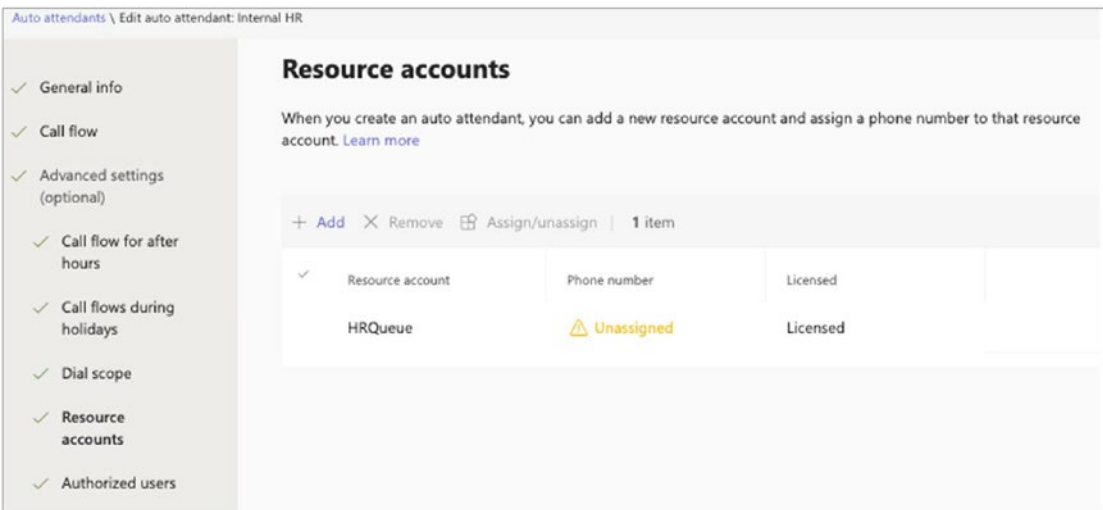 Auto attendants \ Edit auto attendant: Internal HR
General info
Call flow
Advanced settings
(optional)
Call flow for after
hours
Call flows during
holidays
Dial scope
Resource
accounts
Authorized users
Resource accounts
When you create an auto attendant, you can add a new resource account and assign a phone number to that resource
account. Learn more
+ Add X Remove Assign/unassign | 1 item
Resource account Phone number Licensed
HRQueue Unassigned Licensed